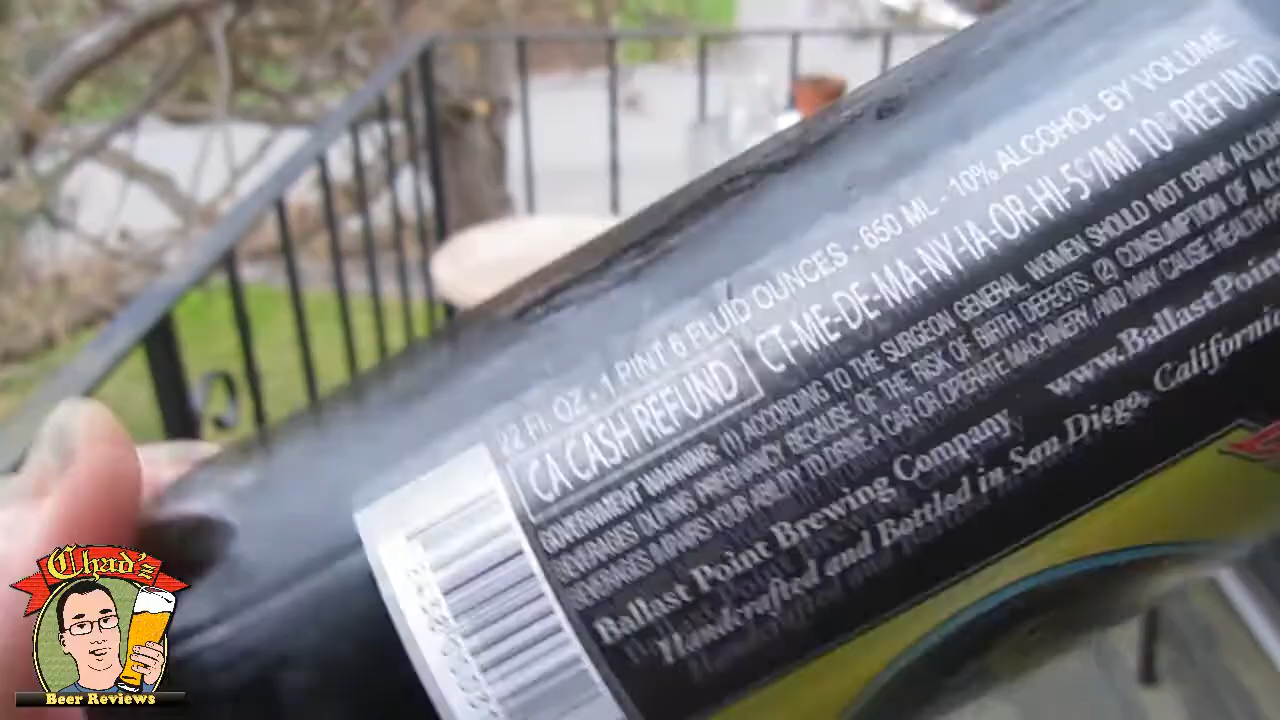 22 FL. OZ. - 1 PINT 6 FLUID OUNCES - 650 ML - 10% ALCOHOL BY VOLUME
CA CASH REFUND CT-ME-DE-MA-NY-IA-OR-HI-5¢/MI 10¢ REFUND
GOVERNMENT WARNING: (1) ACCORDING TO THE SURGEON GENERAL, WOMEN SHOULD NOT DRINK ALCOH
BEVERAGES DURING PREGNANCY BECAUSE OF THE RISK OF BIRTH DEFECTS. (2) CONSUMPTION OF ALC
BEVERAGES IMPAIRS YOUR ABILITY TO DRIVE A CAR OR OPERATE MACHINERY, AND MAY CAUSE HEALTH PR
Ballast Point Brewing Company www.BallastPoin
Handcrafted and Bottled in San Diego, California
Chad'z
Beer Reviews